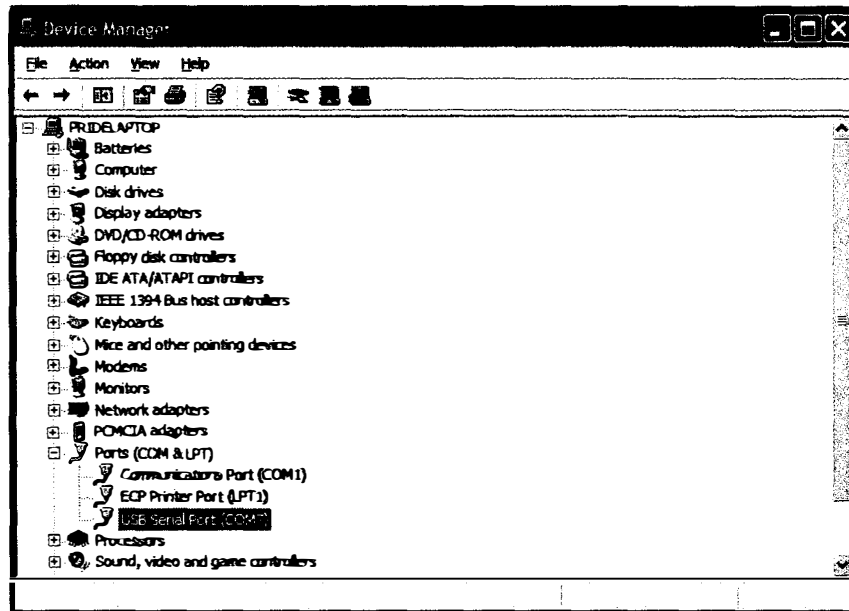 Device Manager
File Action View Help
PRIDELAPTOP
Batteries
Computer
Disk drives
Display adapters
DVD/CD-ROM drives
Floppy disk controllers
IDE ATA/ATAPI controllers
IEEE 1394 Bus host controllers
Keyboards
Mice and other pointing devices
Modems
Monitors
Network adapters
PCMCIA adapters
Ports (COM & LPT)
Communications Port (COM1)
ECP Printer Port (LPT1)
USB Serial Port
Processors
Sound, video and game controllers